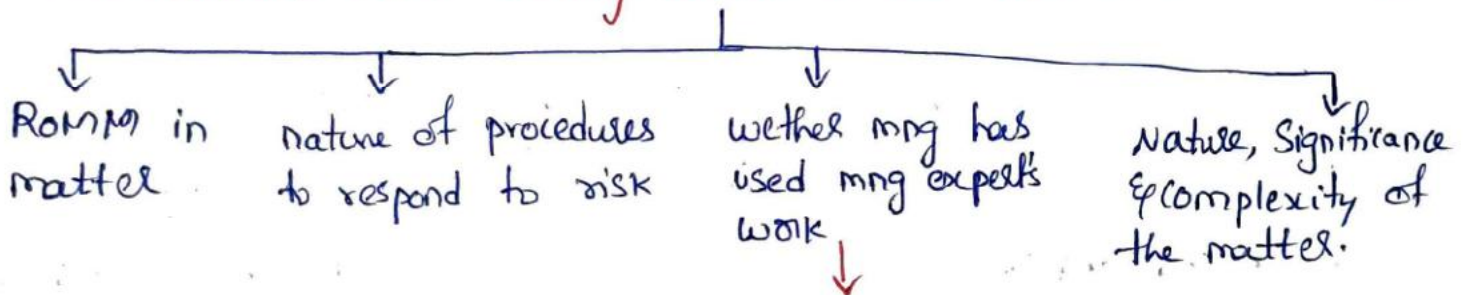 ROMM in
matter
nature of procedures
to respond to risk
wether mng has
used mng expert's
work
Nature, Significance
& complexity of
the matter.